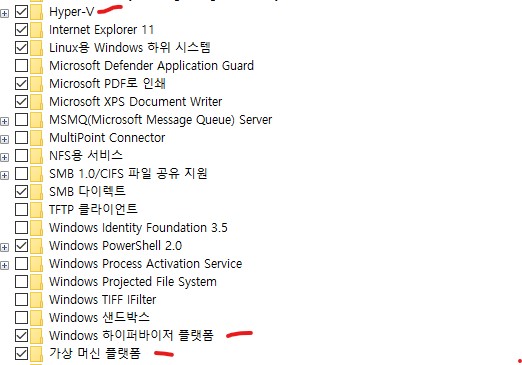 Hyper-V
Internet Explorer 11
Linux용 Windows 하위 시스템
Microsoft Defender Application Guard
Microsoft PDF로 인쇄
Microsoft XPS Document Writer
MSMQ(Microsoft Message Queue) Server
MultiPoint Connector
NFS용 서비스
SMB 1.0/CIFS 파일 공유 지원
SMB 다이렉트
TFTP 클라이언트
Windows Identity Foundation 3.5
Windows PowerShell 2.0
Windows Process Activation Service
Windows Projected File System
Windows TIFF IFilter
Windows 샌드박스
Windows 하이퍼바이저 플랫폼
가상 머신 플랫폼